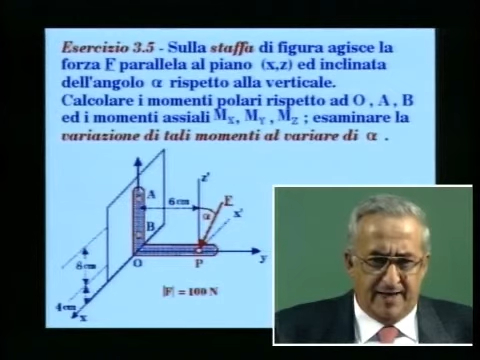 Esercizio 3.5 - Sulla staffa di figura agisce la
forza F parallela al piano (x,z) ed inclinata
dell'angolo α rispetto alla verticale.
Calcolare i momenti polari rispetto ad O , A , B
ed i momenti assiali Mx, My , Mz ; esaminare la
variazione di tali momenti al variare di α .
z'
A
6 cm
F
α
x'
B
O
P
y
8 cm
4 cm
x
|F| = 100 N